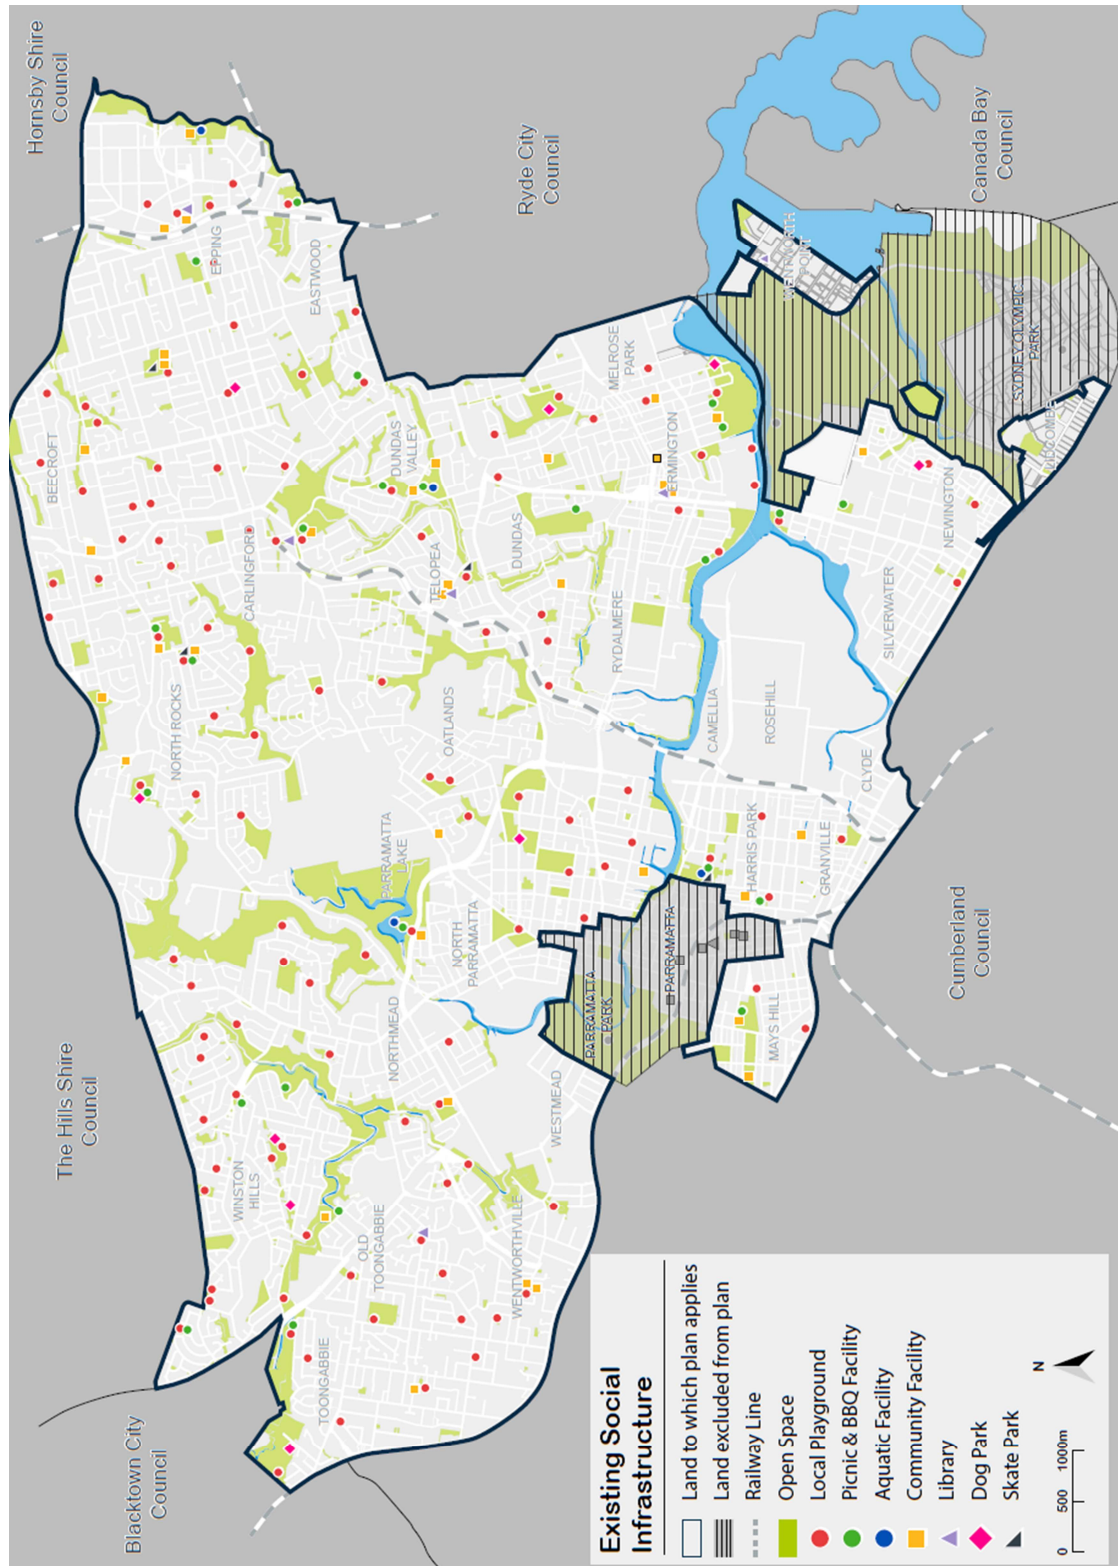 Hornsby Shire
Council
The Hills Shire
Council
Blacktown City
Council
Ryde City
Council
Canada Bay
Council
Cumberland
Council
BEECROFT
EPPING
EASTWOOD
CARLINGFORD
NORTH ROCKS
DUNDAS
VALLEY
TELOPEA
DUNDAS
MELROSE
PARK
ERMINGTON
RYDALMERE
OATLANDS
PARRAMATTA
LAKE
NORTH
PARRAMATTA
NORTHMEAD
WINSTON
HILLS
OLD
TOONGABBIE
TOONGABBIE
WENTWORTHVILLE
WESTMEAD
PARRAMATTA
PARK
PARRAMATTA
MAYS HILL
HARRIS PARK
GRANVILLE
CLYDE
ROSEHILL
CAMELLIA
SILVERWATER
NEWINGTON
WENTWORTH
POINT
SYDNEY OLYMPIC
PARK
LIDCOMBE
Existing Social
Infrastructure
Land to which plan applies
Land excluded from plan
Railway Line
Open Space
Local Playground
Picnic & BBQ Facility
Aquatic Facility
Community Facility
Library
Dog Park
Skate Park
0 500 1000m
N